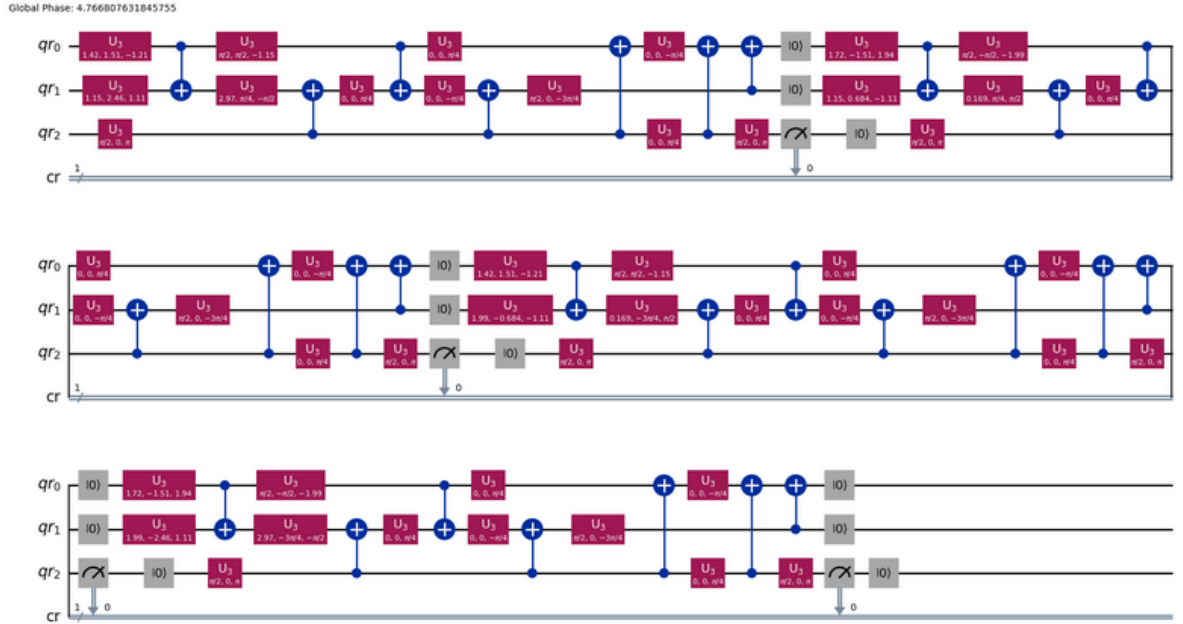 Global Phase: 4.766807631845755
qr0 U3 1.42, 1.51, −1.21 U3 π/2, π/2, −1.15 U3 0, 0, π/4 U3 0, 0, −π/4 |0⟩ U3 1.72, −1.51, 1.94 U3 π/2, −π/2, −1.99
qr1 U3 1.15, 2.46, 1.11 U3 2.97, π/4, −π/2 U3 0, 0, π/4 U3 0, 0, −π/4 U3 π/2, 0, −3π/4 |0⟩ U3 1.15, 0.684, −1.11 U3 0.169, π/4, π/2 U3 0, 0, π/4
qr2 U3 π/2, 0, π U3 0, 0, π/4 U3 π/2, 0, π |0⟩ U3 π/2, 0, π
cr 1 0
qr0 U3 0, 0, π/4 U3 0, 0, −π/4 |0⟩ U3 1.42, 1.51, −1.21 U3 π/2, π/2, −1.15 U3 0, 0, π/4 U3 0, 0, −π/4
qr1 U3 0, 0, −π/4 U3 π/2, 0, −3π/4 |0⟩ U3 1.99, −0.684, −1.11 U3 0.169, −3π/4, π/2 U3 0, 0, π/4 U3 0, 0, −π/4 U3 π/2, 0, −3π/4
qr2 U3 0, 0, π/4 U3 π/2, 0, π |0⟩ U3 π/2, 0, π U3 0, 0, π/4 U3 π/2, 0, π
cr 1 0
qr0 |0⟩ U3 1.72, −1.51, 1.94 U3 π/2, −π/2, −1.99 U3 0, 0, π/4 U3 0, 0, −π/4 |0⟩
qr1 |0⟩ U3 1.99, −2.46, 1.11 U3 2.97, −3π/4, −π/2 U3 0, 0, π/4 U3 0, 0, −π/4 U3 π/2, 0, −3π/4 |0⟩
qr2 |0⟩ U3 π/2, 0, π U3 0, 0, π/4 U3 π/2, 0, π |0⟩
cr 1 0 0